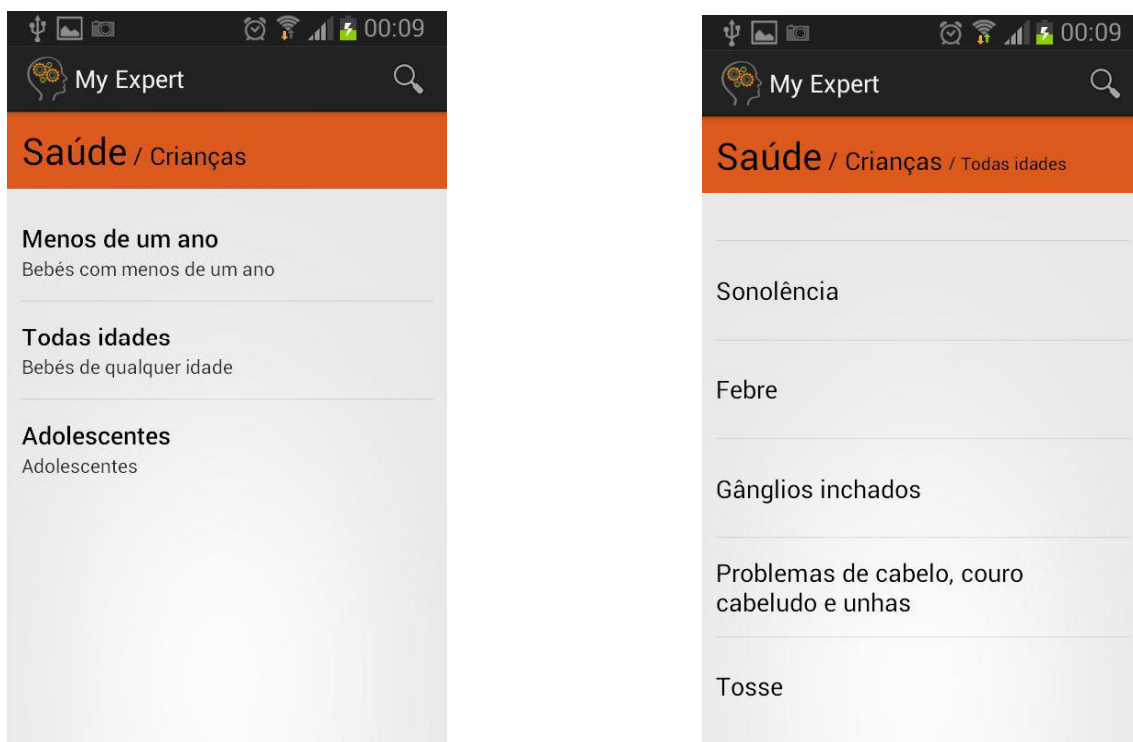 00:09
My Expert
Saúde / Crianças
Menos de um ano
Bebés com menos de um ano
Todas idades
Bebés de qualquer idade
Adolescentes
Adolescentes
00:09
My Expert
Saúde / Crianças / Todas idades
Sonolência
Febre
Gânglios inchados
Problemas de cabelo, couro
cabeludo e unhas
Tosse